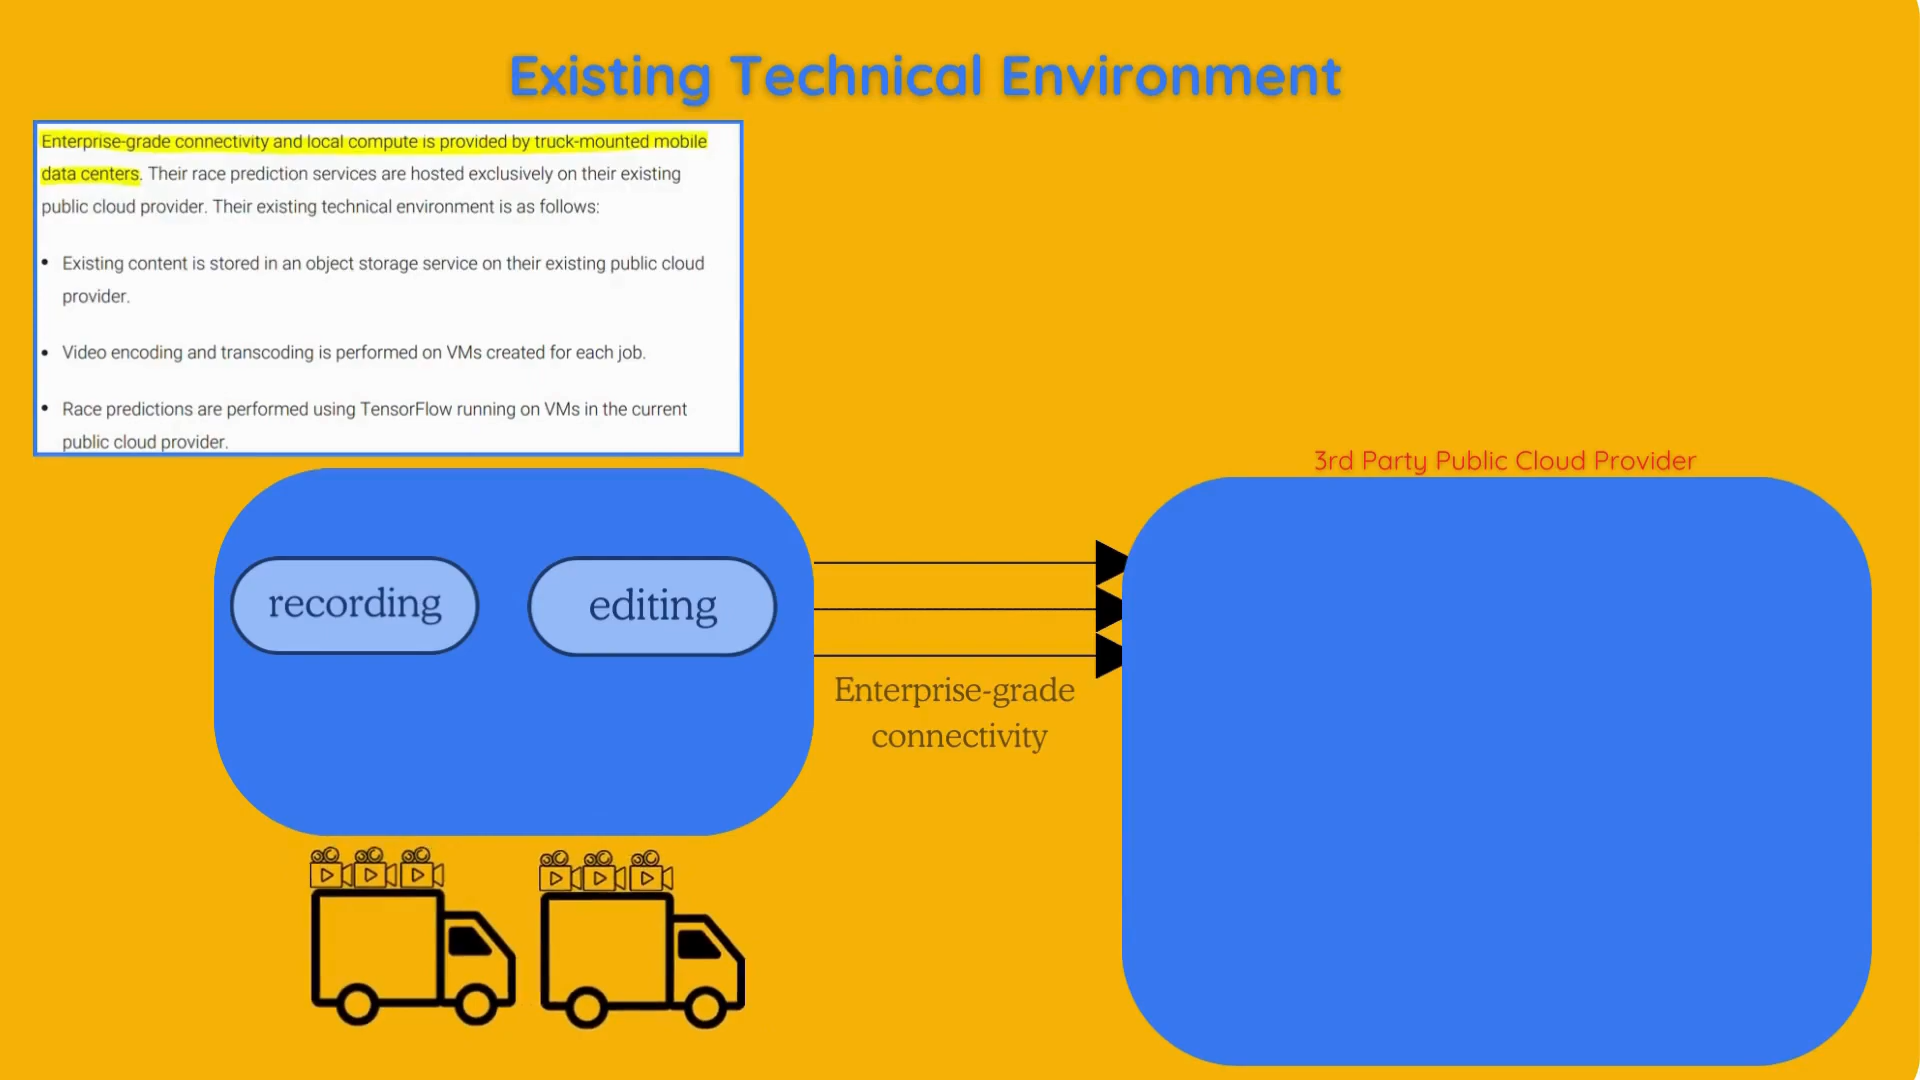 Existing Technical Environment
Enterprise-grade connectivity and local compute is provided by truck-mounted mobile
data centers. Their race prediction services are hosted exclusively on their existing
public cloud provider. Their existing technical environment is as follows:
• Existing content is stored in an object storage service on their existing public cloud
provider.
• Video encoding and transcoding is performed on VMs created for each job.
• Race predictions are performed using TensorFlow running on VMs in the current
public cloud provider.
3rd Party Public Cloud Provider
recording
editing
Enterprise-grade
connectivity